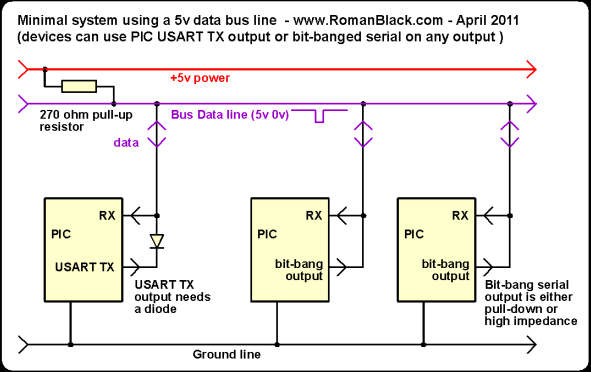 Minimal system using a 5v data bus line - www.RomanBlack.com - April 2011
(devices can use PIC USART TX output or bit-banged serial on any output )
+5v power
270 ohm pull-up
resistor
Bus Data line (5v 0v)
data
RX
PIC
USART TX
USART TX
output needs
a diode
RX
PIC
bit-bang
output
RX
PIC
bit-bang
output
Bit-bang serial
output is either
pull-down or
high impedance
Ground line